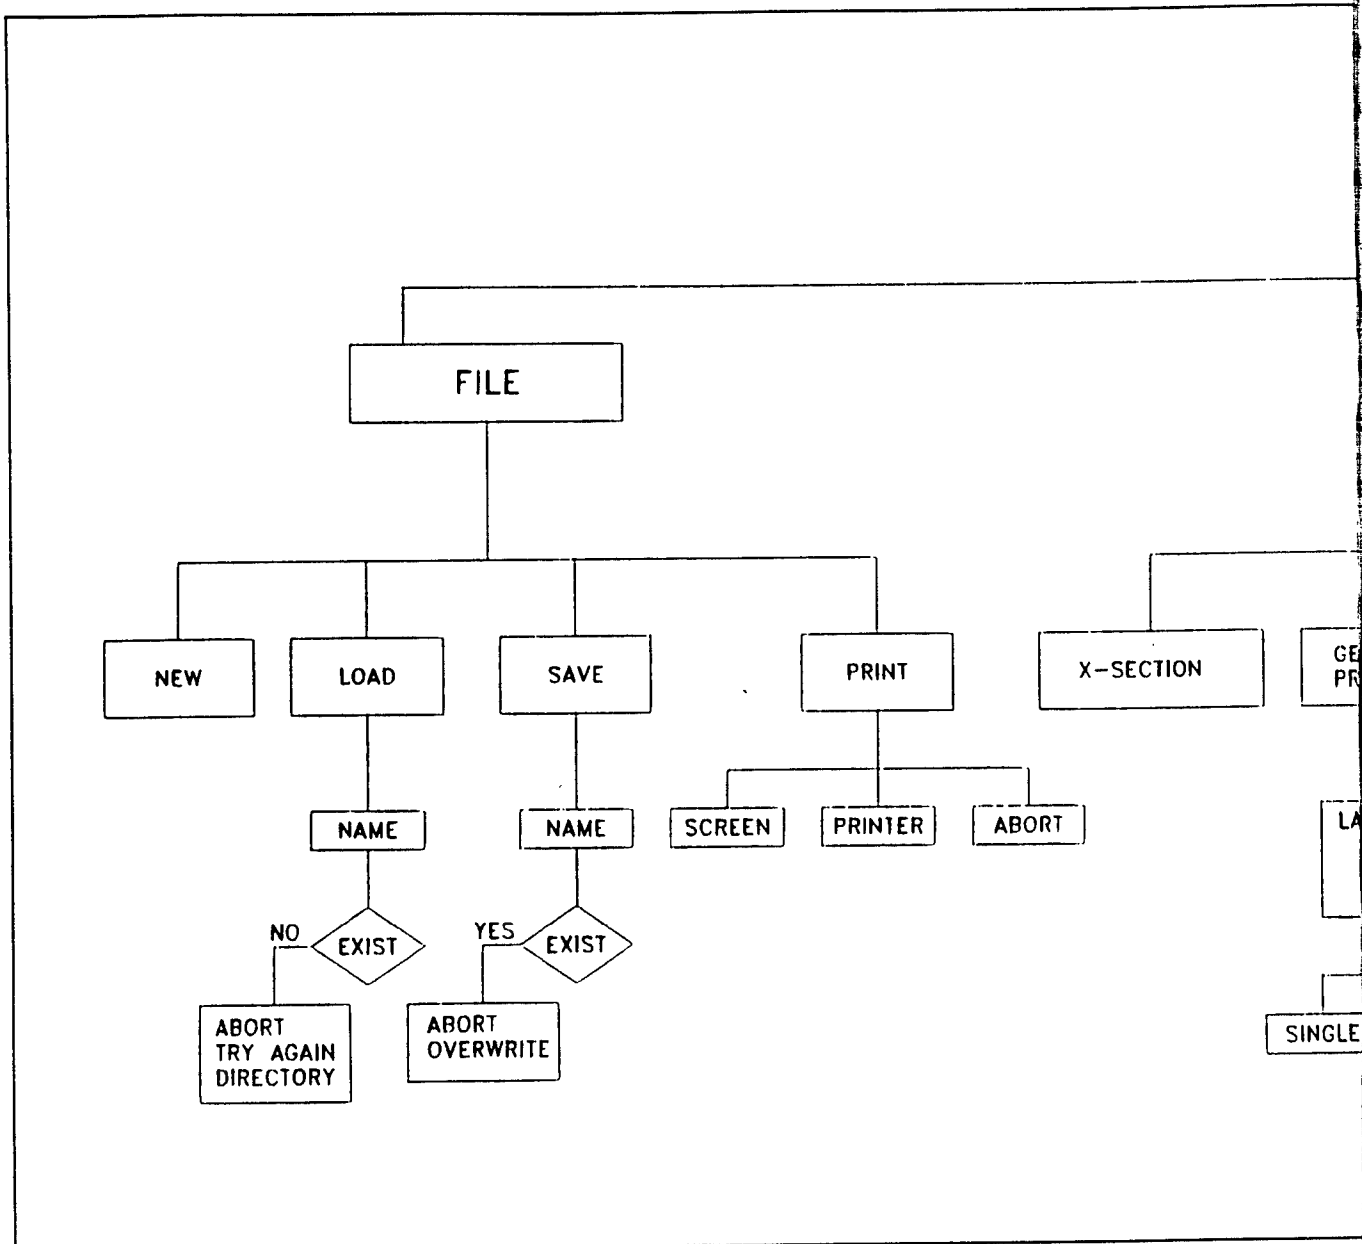 FILE
NEW
LOAD
SAVE
PRINT
X-SECTION
NAME
NAME
SCREEN
PRINTER
ABORT
NO
EXIST
YES
EXIST
ABORT
TRY AGAIN
DIRECTORY
ABORT
OVERWRITE
SINGLE